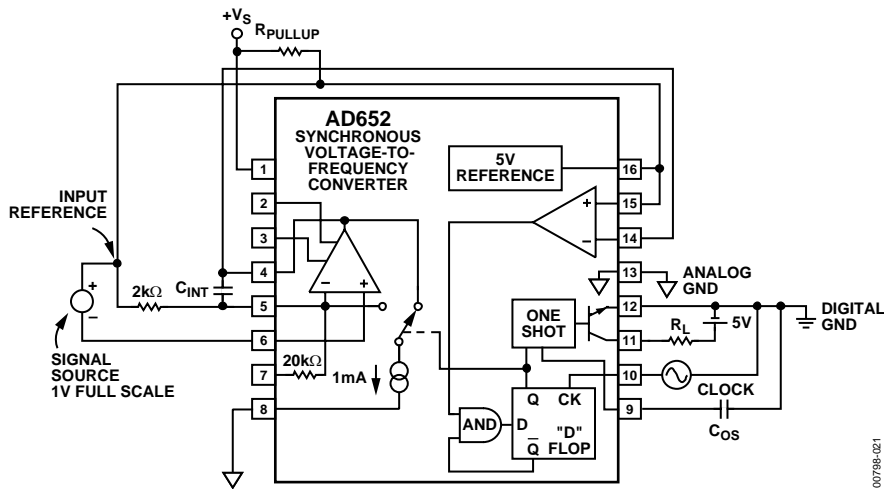 +VS
RPULLUP
AD652
SYNCHRONOUS
VOLTAGE-TO-
FREQUENCY
CONVERTER
5V
REFERENCE
1
16
INPUT
REFERENCE
2
15
+
–
3
14
4
13
ANALOG
GND
2kΩ
CINT
5
– +
12
DIGITAL
GND
ONE
SHOT
RL
5V
+
–
6
11
SIGNAL
SOURCE
1V FULL SCALE
7
20kΩ
1mA
10
CLOCK
8
Q CK
9
COS
AND
D
"D"
FLOP
Q
00798-021